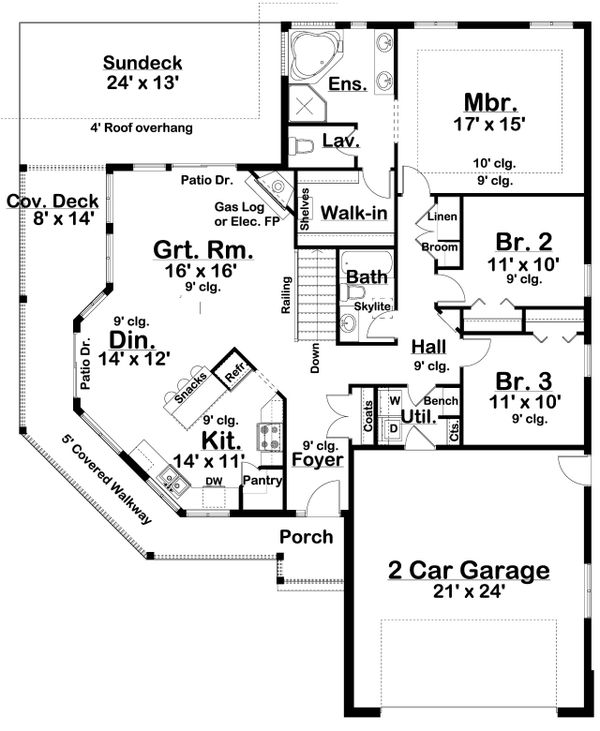 Sundeck
24' x 13'
4' Roof overhang
Ens.
Lav.
Mbr.
17' x 15'
10' clg.
9' clg.
Cov. Deck
8' x 14'
Patio Dr.
Gas Log
or Elec. FP
Shelves
Walk-in
Linen
Broom
Br. 2
11' x 10'
9' clg.
Grt. Rm.
16' x 16'
9' clg.
Railing
Down
Bath
Skylite
9' clg.
Din.
14' x 12'
Patio Dr.
Hall
9' clg.
Br. 3
11' x 10'
9' clg.
Snacks
Refr.
W
D
Bench
Util.
Cts.
Coats
9' clg.
Kit.
14' x 11'
DW
Pantry
9' clg.
Foyer
5' Covered Walkway
Porch
2 Car Garage
21' x 24'